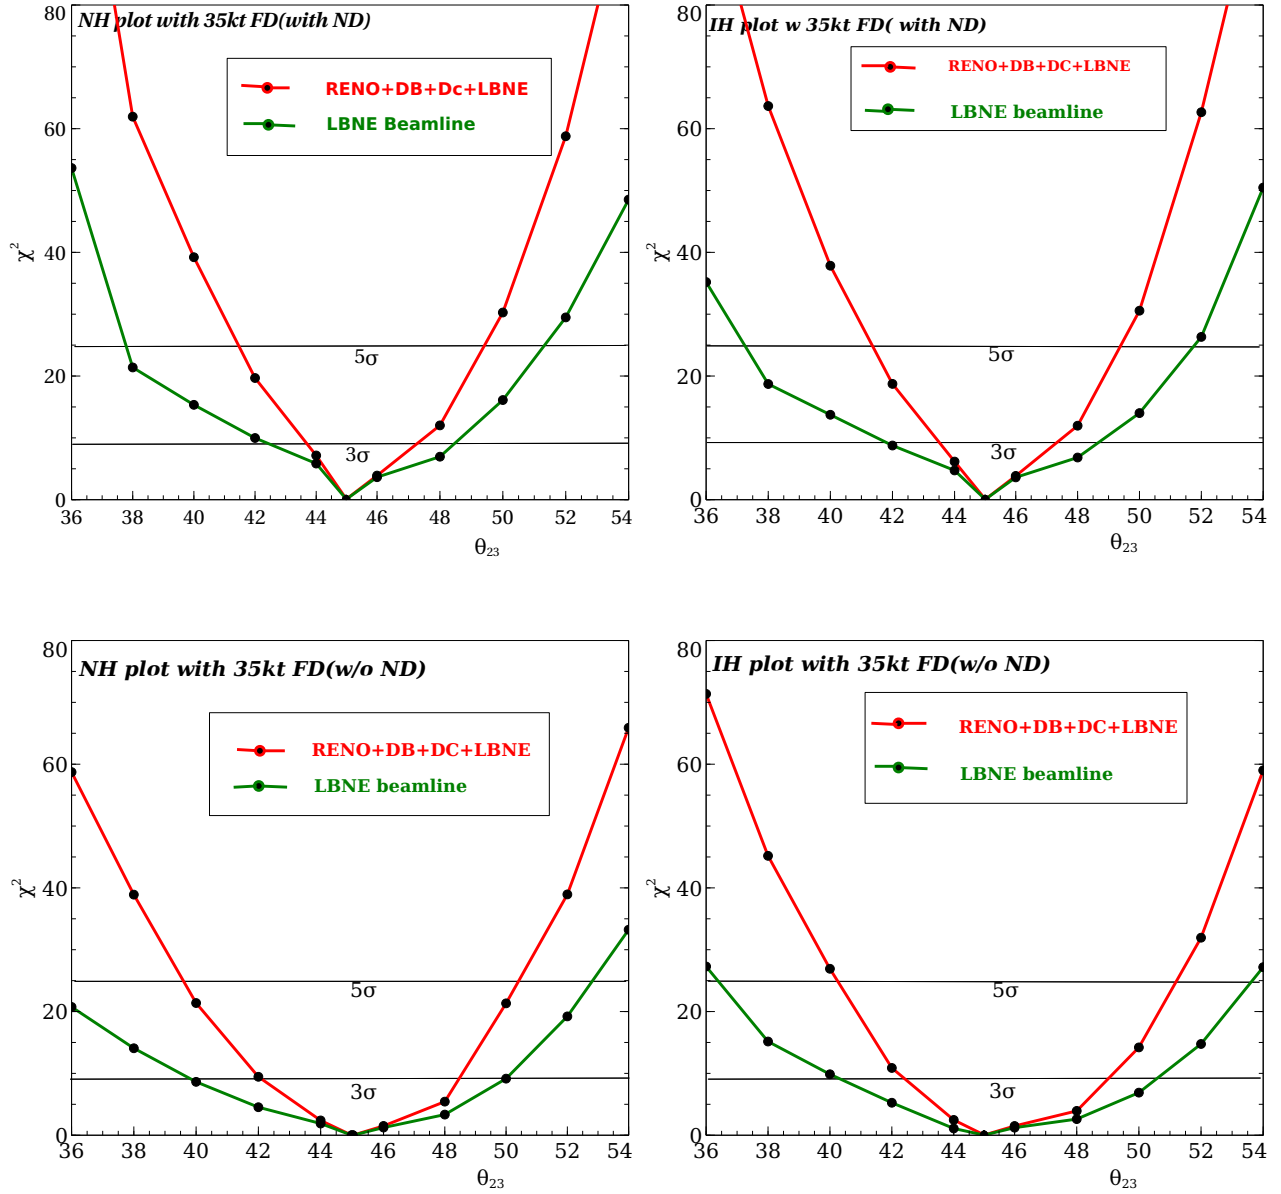 NH plot with 35kt FD(with ND)
RENO+DB+Dc+LBNE
LBNE Beamline
χ2
80
60
40
20
0
5σ
3σ
36 38 40 42 44 46 48 50 52 54
θ23
IH plot w 35kt FD( with ND)
RENO+DB+DC+LBNE
LBNE beamline
χ2
80
60
40
20
0
5σ
3σ
36 38 40 42 44 46 48 50 52 54
θ23
NH plot with 35kt FD(w/o ND)
RENO+DB+DC+LBNE
LBNE beamline
χ2
80
60
40
20
0
5σ
3σ
36 38 40 42 44 46 48 50 52 54
θ23
IH plot with 35kt FD(w/o ND)
RENO+DB+DC+LBNE
LBNE beamline
χ2
80
60
40
20
0
5σ
3σ
36 38 40 42 44 46 48 50 52 54
θ23